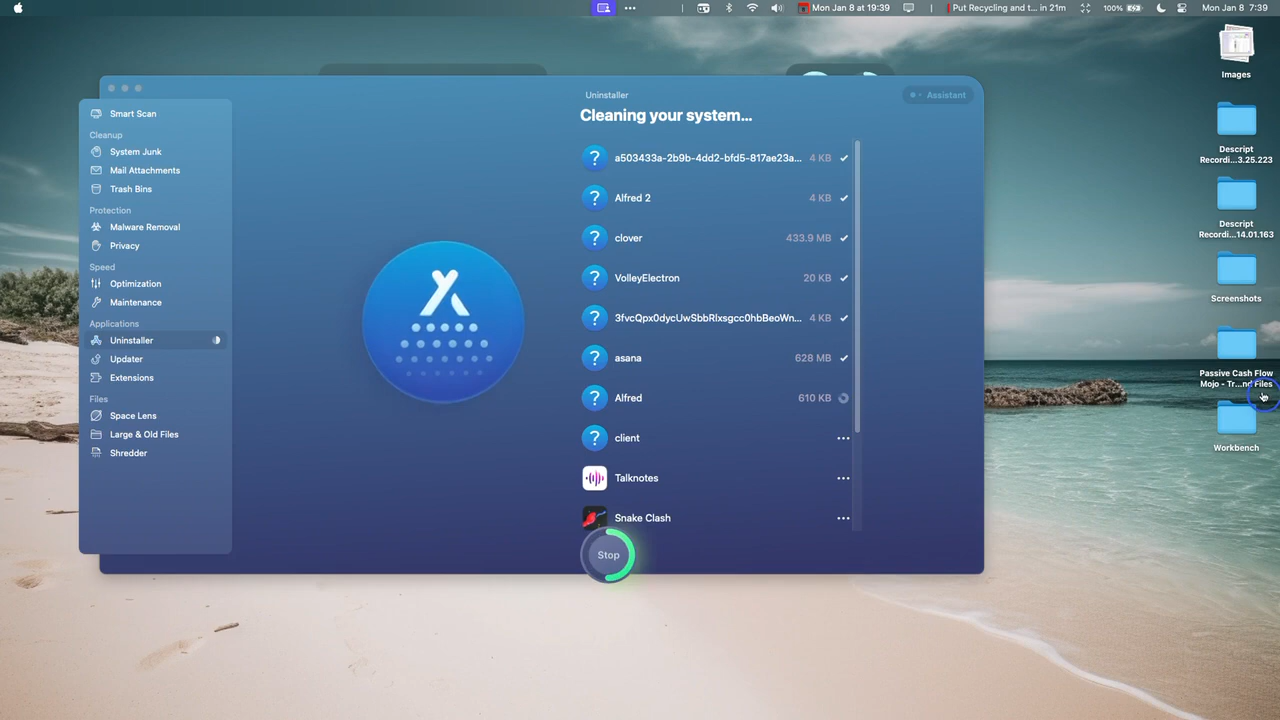 Mon Jan 8 at 19:39
Put Recycling and t... in 21m
100%
Mon Jan 8 7:39
Images
Descript
Recordi...3.25.223
Descript
Recordi...14.01.163
Screenshots
Passive Cash Flow
Mojo - Tr...nd Files
Workbench
Smart Scan
Cleanup
System Junk
Mail Attachments
Trash Bins
Protection
Malware Removal
Privacy
Speed
Optimization
Maintenance
Applications
Uninstaller
Updater
Extensions
Files
Space Lens
Large & Old Files
Shredder
Uninstaller
Assistant
Cleaning your system...
a503433a-2b9b-4dd2-bfd5-817ae23a... 4 KB
Alfred 2 4 KB
clover 433.9 MB
VolleyElectron 20 KB
3fvcQpx0dycUwSbbRlxsgcc0hbBeoWn... 4 KB
asana 628 MB
Alfred 610 KB
client
Talknotes
Snake Clash
Stop